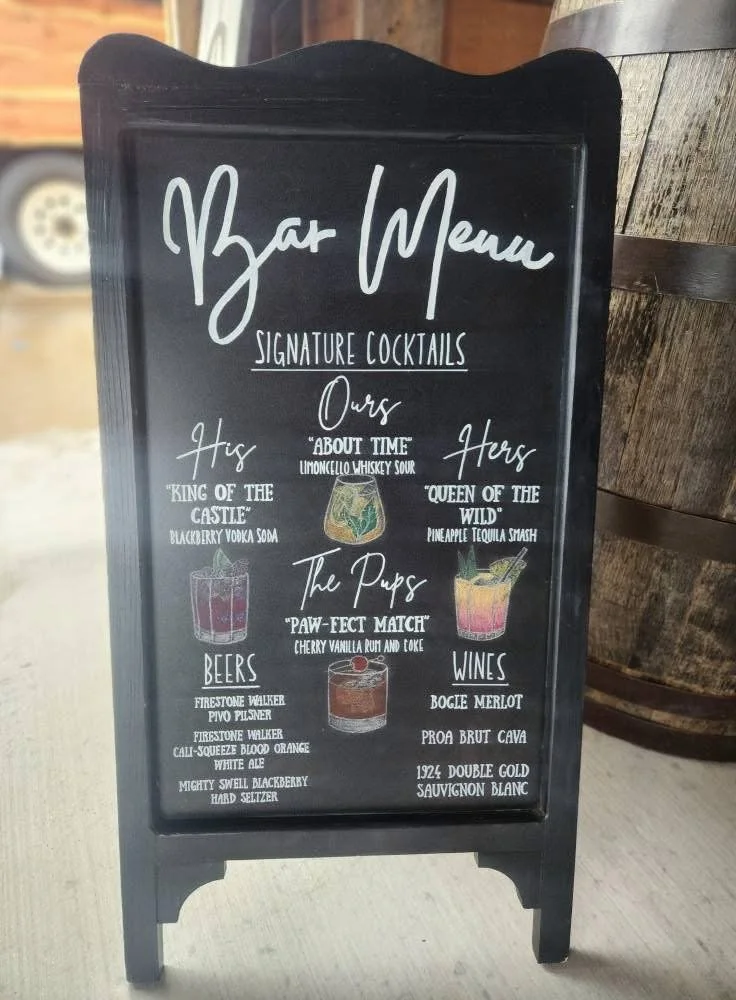 Bar Menu
SIGNATURE COCKTAILS
Ours
"ABOUT TIME"
LIMONCELLO WHISKEY SOUR
His
"KING OF THE
CASTLE"
BLACKBERRY VODKA SODA
Hers
"QUEEN OF THE
WILD"
PINEAPPLE TEQUILA SMASH
The Pups
"PAW-FECT MATCH"
CHERRY VANILLA RUM AND COKE
BEERS
FIRESTONE WALKER
PIVO PILSNER
FIRESTONE WALKER
CALI-SQUEEZE BLOOD ORANGE
WHITE ALE
MIGHTY SWELL BLACKBERRY
HARD SELTZER
WINES
BOGLE MERLOT
PROA BRUT CAVA
1924 DOUBLE GOLD
SAUVIGNON BLANC